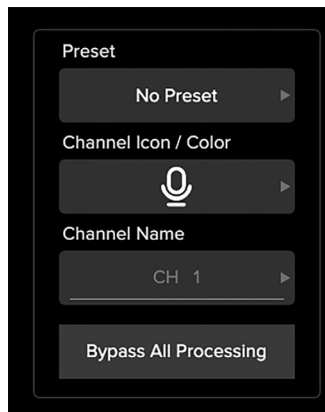 Preset
No Preset
Channel Icon / Color
Channel Name
CH 1
Bypass All Processing